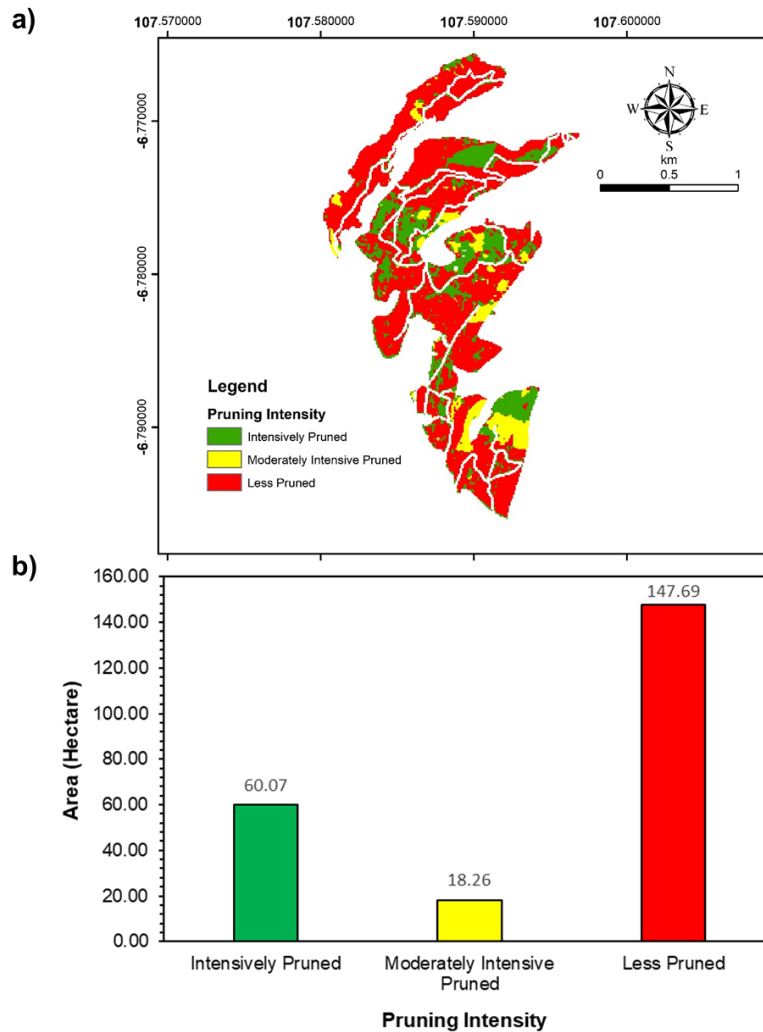 a)
107.570000 107.580000 107.590000 107.600000
-6.770000
-6.780000
-6.790000
N
W E
S
km
0 0.5 1
Legend
Pruning Intensity
Intensively Pruned
Moderately Intensive Pruned
Less Pruned
b)
Area (Hectare)
160.00
140.00
120.00
100.00
80.00
60.00
40.00
20.00
0.00
60.07
18.26
147.69
Intensively Pruned
Moderately Intensive
Pruned
Less Pruned
Pruning Intensity